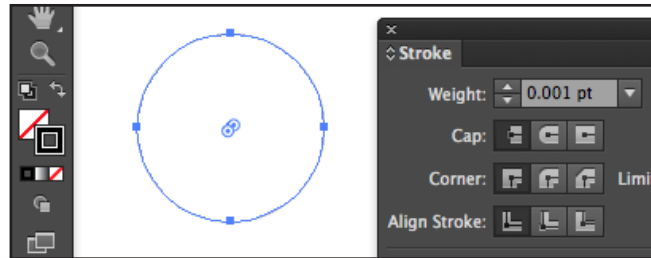 Stroke
Weight: 0.001 pt
Cap:
Corner: Limi
Align Stroke: